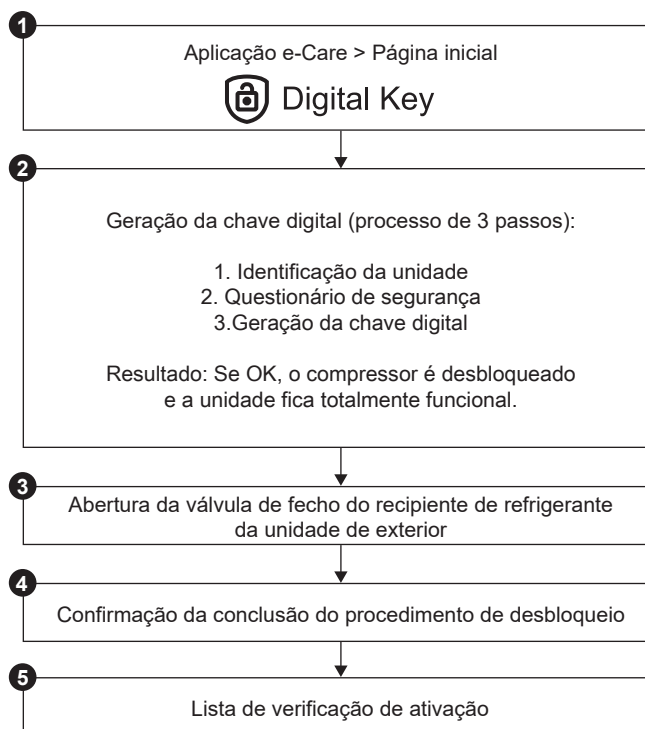 1
Aplicação e-Care > Página inicial
Digital Key
2
Geração da chave digital (processo de 3 passos):
1. Identificação da unidade
2. Questionário de segurança
3.Geração da chave digital
Resultado: Se OK, o compressor é desbloqueado
e a unidade fica totalmente funcional.
3
Abertura da válvula de fecho do recipiente de refrigerante
da unidade de exterior
4
Confirmação da conclusão do procedimento de desbloqueio
5
Lista de verificação de ativação